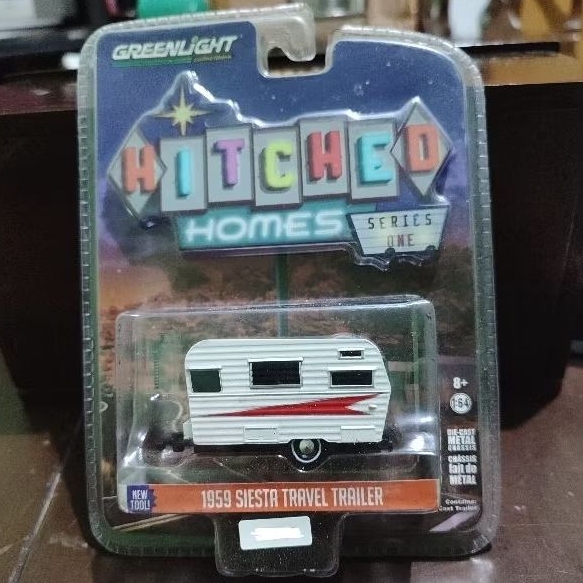 GREENLIGHT
HITCHED
HOMES
SERIES
ONE
8+
1:64
DIE-CAST
METAL
CHASSIS
CHÂSSIS
fait de
MÉTAL
NEW
TOOL!
1959 SIESTA TRAVEL TRAILER